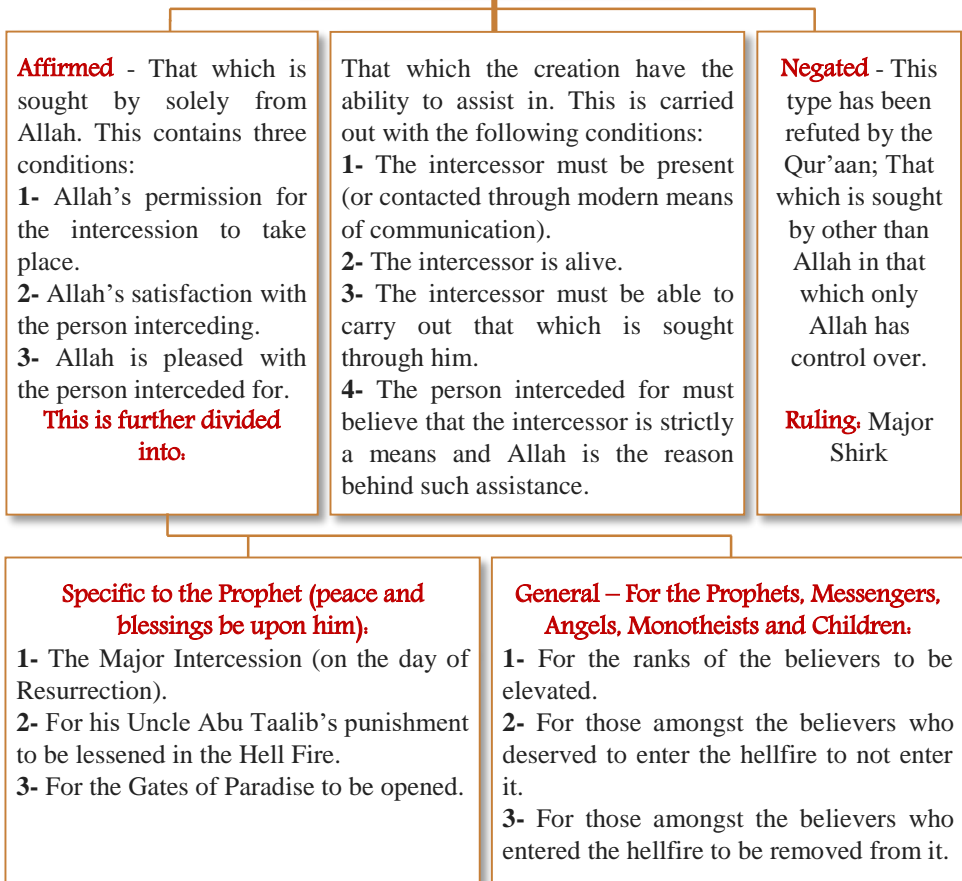 Affirmed - That which is
sought by solely from
Allah. This contains three
conditions:
1- Allah’s permission for
the intercession to take
place.
2- Allah’s satisfaction with
the person interceding.
3- Allah is pleased with
the person interceded for.
This is further divided
into:
That which the creation have the
ability to assist in. This is carried
out with the following conditions:
1- The intercessor must be present
(or contacted through modern means
of communication).
2- The intercessor is alive.
3- The intercessor must be able to
carry out that which is sought
through him.
4- The person interceded for must
believe that the intercessor is strictly
a means and Allah is the reason
behind such assistance.
Negated - This
type has been
refuted by the
Qur’aan; That
which is sought
by other than
Allah in that
which only
Allah has
control over.
Ruling: Major
Shirk
Specific to the Prophet (peace and
blessings be upon him):
1- The Major Intercession (on the day of
Resurrection).
2- For his Uncle Abu Taalib’s punishment
to be lessened in the Hell Fire.
3- For the Gates of Paradise to be opened.
General – For the Prophets, Messengers,
Angels, Monotheists and Children:
1- For the ranks of the believers to be
elevated.
2- For those amongst the believers who
deserved to enter the hellfire to not enter
it.
3- For those amongst the believers who
entered the hellfire to be removed from it.